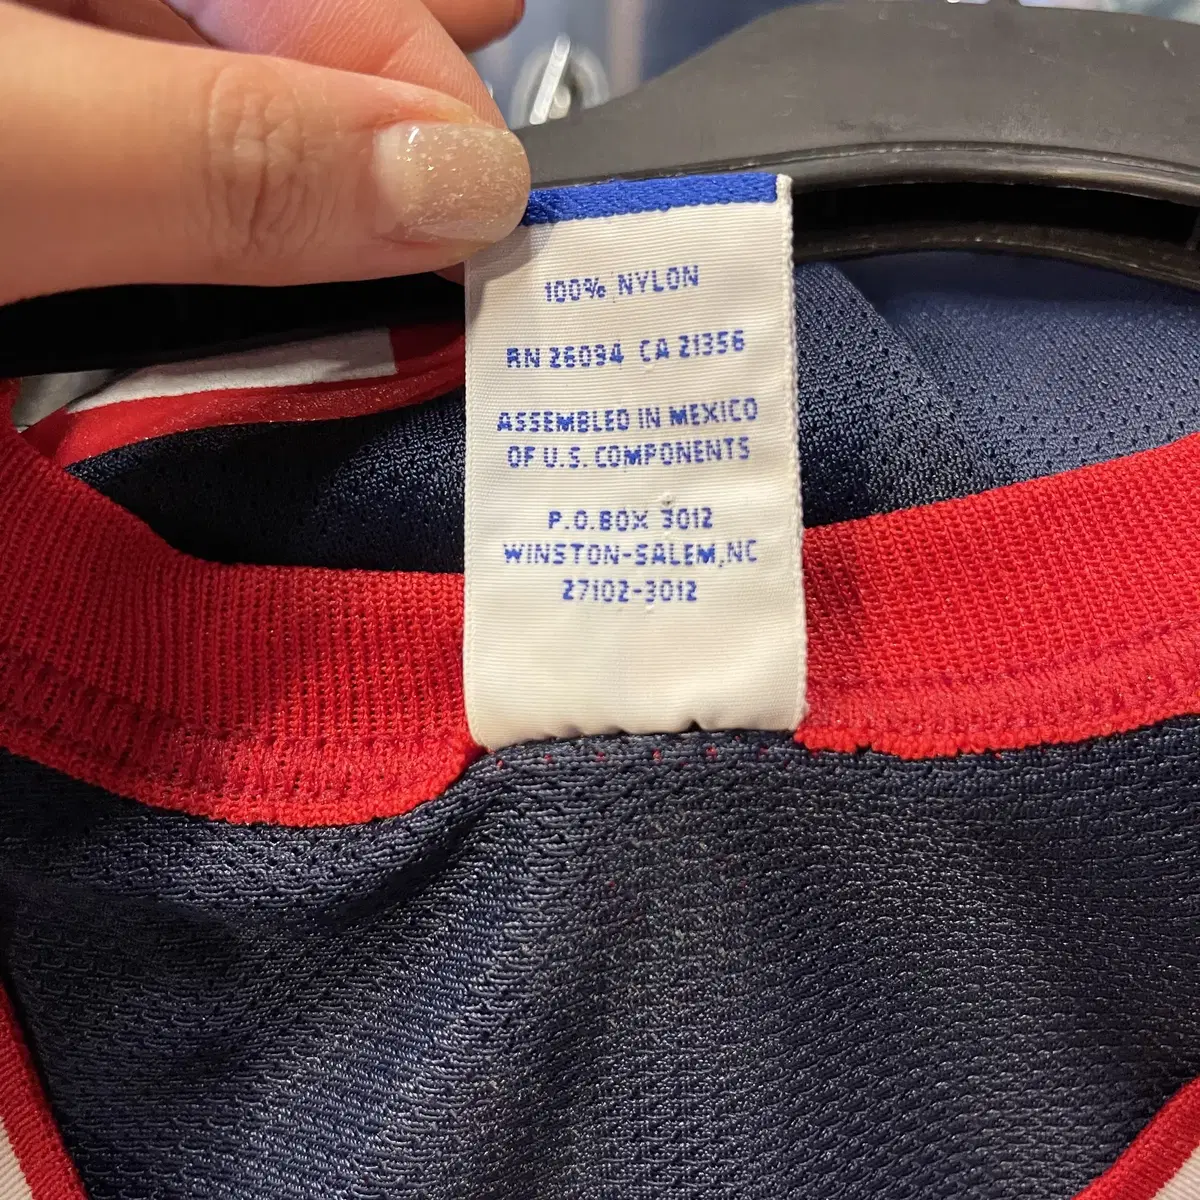 100% NYLON
RN 26094 CA 21356
ASSEMBLED IN MEXICO
OF U.S. COMPONENTS
P.O.BOX 3012
WINSTON-SALEM, NC
27102-3012